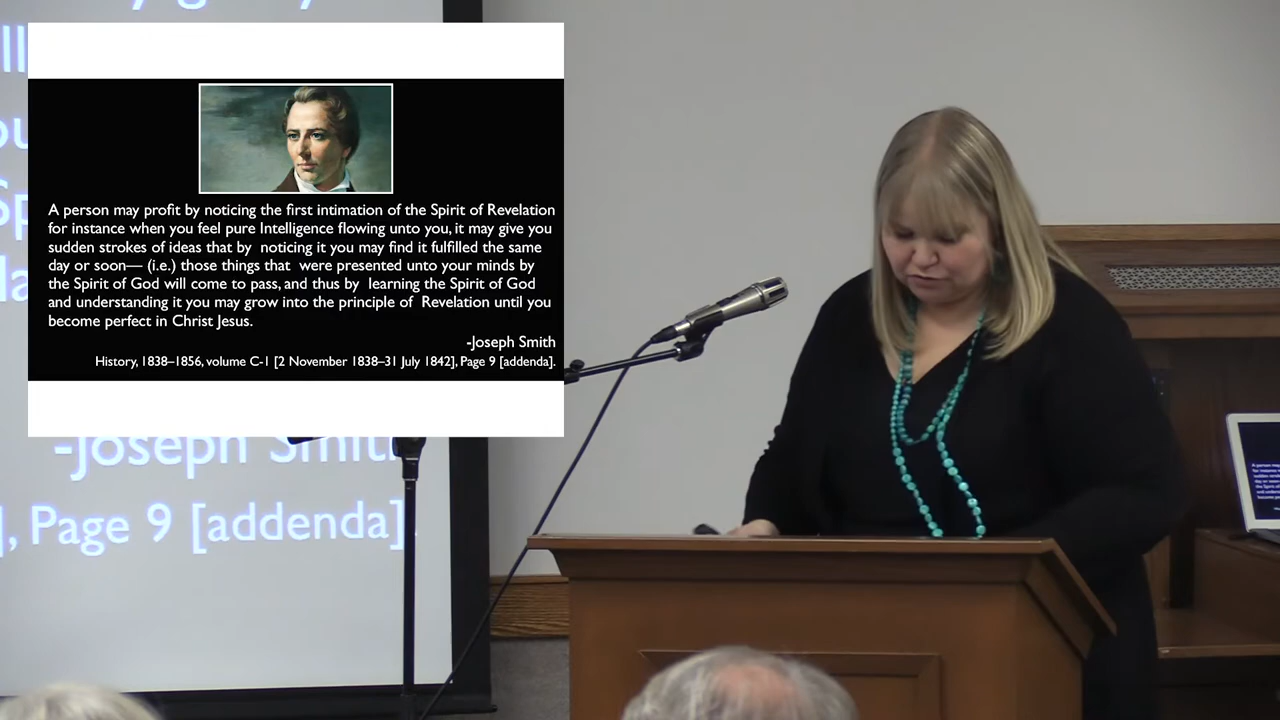 A person may profit by noticing the first intimation of the Spirit of Revelation
for instance when you feel pure Intelligence flowing unto you, it may give you
sudden strokes of ideas that by noticing it you may find it fulfilled the same
day or soon— (i.e.) those things that were presented unto your minds by
the Spirit of God will come to pass, and thus by learning the Spirit of God
and understanding it you may grow into the principle of Revelation until you
become perfect in Christ Jesus.
-Joseph Smith
History, 1838–1856, volume C-1 [2 November 1838–31 July 1842], Page 9 [addenda].
-Joseph Smith
], Page 9 [addenda]